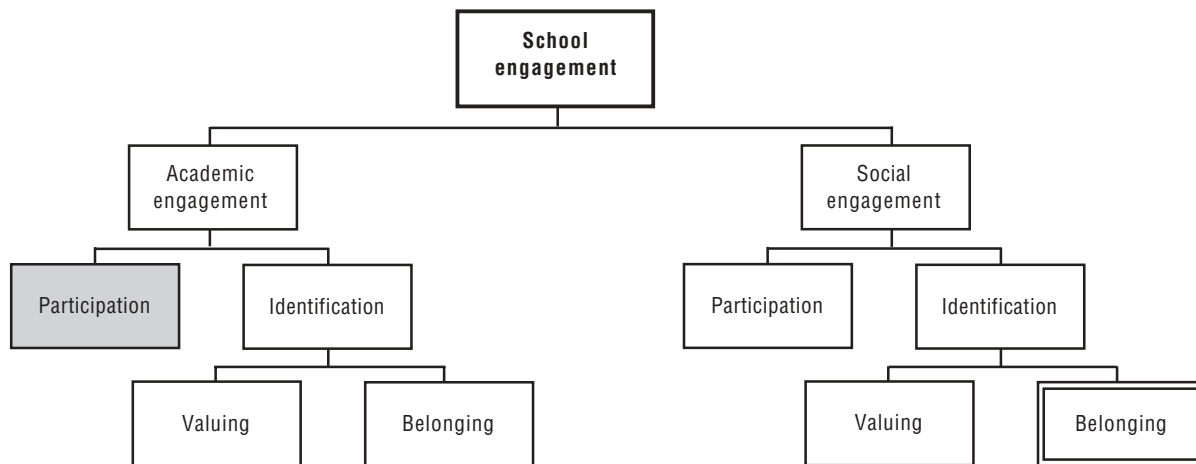 School
engagement
Academic
engagement
Social
engagement
Participation
Identification
Participation
Identification
Valuing
Belonging
Valuing
Belonging